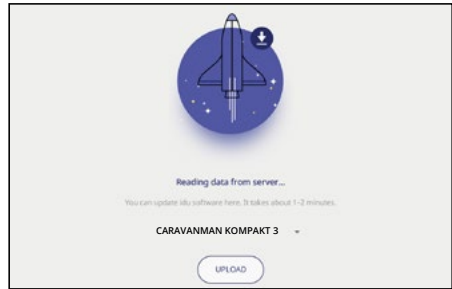 Reading data from server...
You can update idu software here. It takes about 1-2 minutes.
CARAVANMAN KOMPAKT 3
UPLOAD